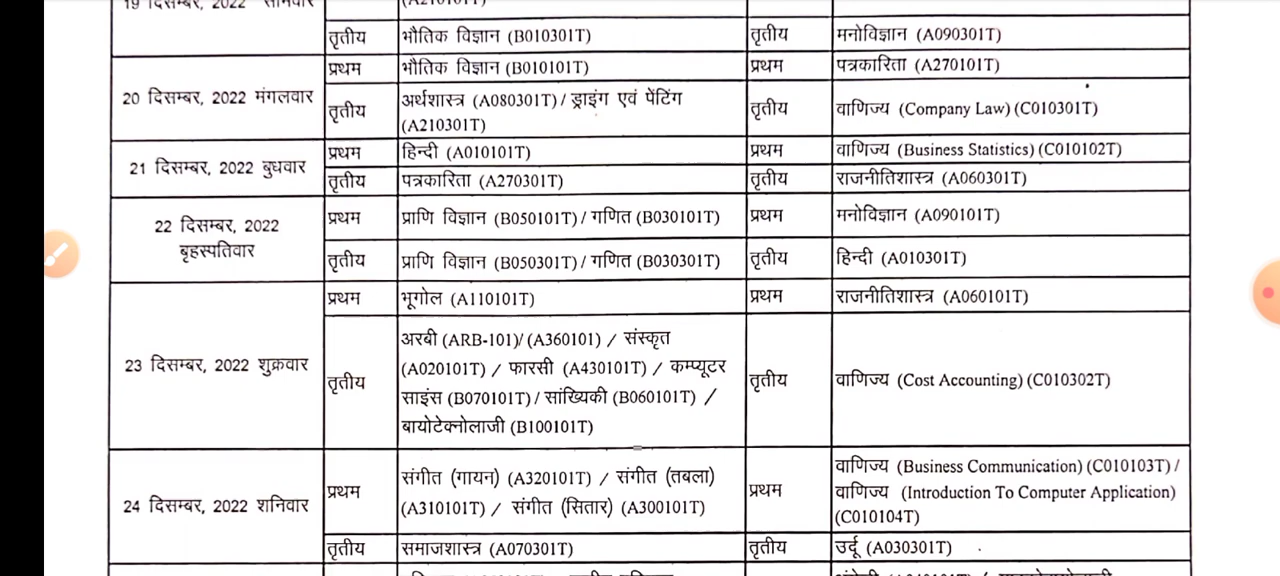 19 दिसम्बर, 2022 सोमवार
तृतीय भौतिक विज्ञान (B010301T) तृतीय मनोविज्ञान (A090301T)
प्रथम भौतिक विज्ञान (B010101T) प्रथम पत्रकारिता (A270101T)
20 दिसम्बर, 2022 मंगलवार
तृतीय अर्थशास्त्र (A080301T) / ड्राइंग एवं पेंटिंग
(A210301T)
तृतीय वाणिज्य (Company Law) (C010301T)
21 दिसम्बर, 2022 बुधवार
प्रथम हिन्दी (A010101T) प्रथम वाणिज्य (Business Statistics) (C010102T)
तृतीय पत्रकारिता (A270301T) तृतीय राजनीतिशास्त्र (A060301T)
22 दिसम्बर, 2022
बृहस्पतिवार
प्रथम प्राणि विज्ञान (B050101T) / गणित (B030101T) प्रथम मनोविज्ञान (A090101T)
तृतीय प्राणि विज्ञान (B050301T) / गणित (B030301T) तृतीय हिन्दी (A010301T)
23 दिसम्बर, 2022 शुक्रवार
प्रथम भूगोल (A110101T) प्रथम राजनीतिशास्त्र (A060101T)
तृतीय अरबी (ARB-101)/ (A360101) / संस्कृत
(A020101T) / फारसी (A430101T) / कम्प्यूटर
साइंस (B070101T) / सांख्यिकी (B060101T) /
बायोटेक्नोलाजी (B100101T)
तृतीय वाणिज्य (Cost Accounting) (C010302T)
24 दिसम्बर, 2022 शनिवार
प्रथम संगीत (गायन) (A320101T) / संगीत (तबला)
(A310101T) / संगीत (सितार) (A300101T)
प्रथम वाणिज्य (Business Communication) (C010103T) /
वाणिज्य (Introduction To Computer Application)
(C010104T)
तृतीय समाजशास्त्र (A070301T) तृतीय उर्दू (A030301T)